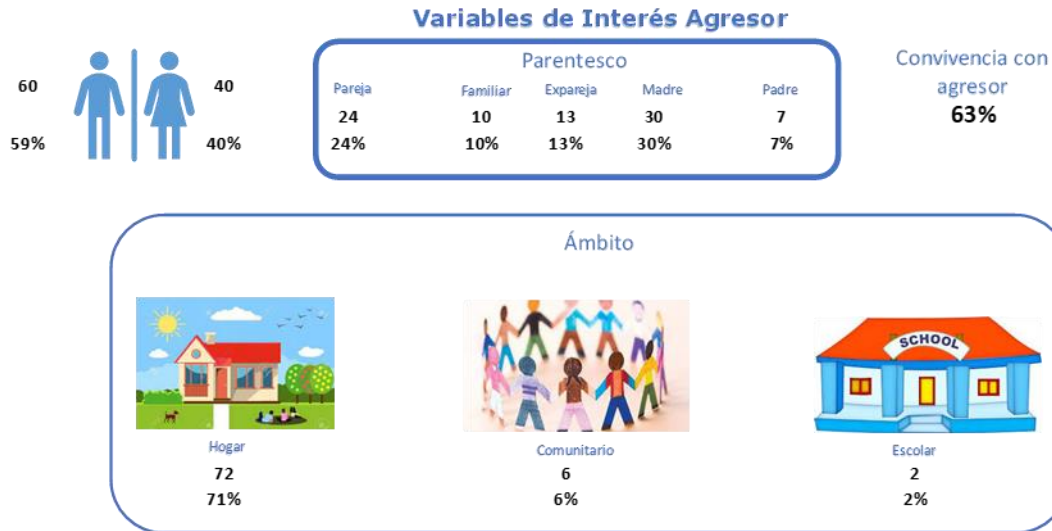 Variables de Interés Agresor
60
40
59%
40%
Parentesco
Pareja Familiar Expareja Madre Padre
24 10 13 30 7
24% 10% 13% 30% 7%
Convivencia con
agresor
63%
Ámbito
SCHOOL
Hogar
72
71%
Comunitario
6
6%
Escolar
2
2%